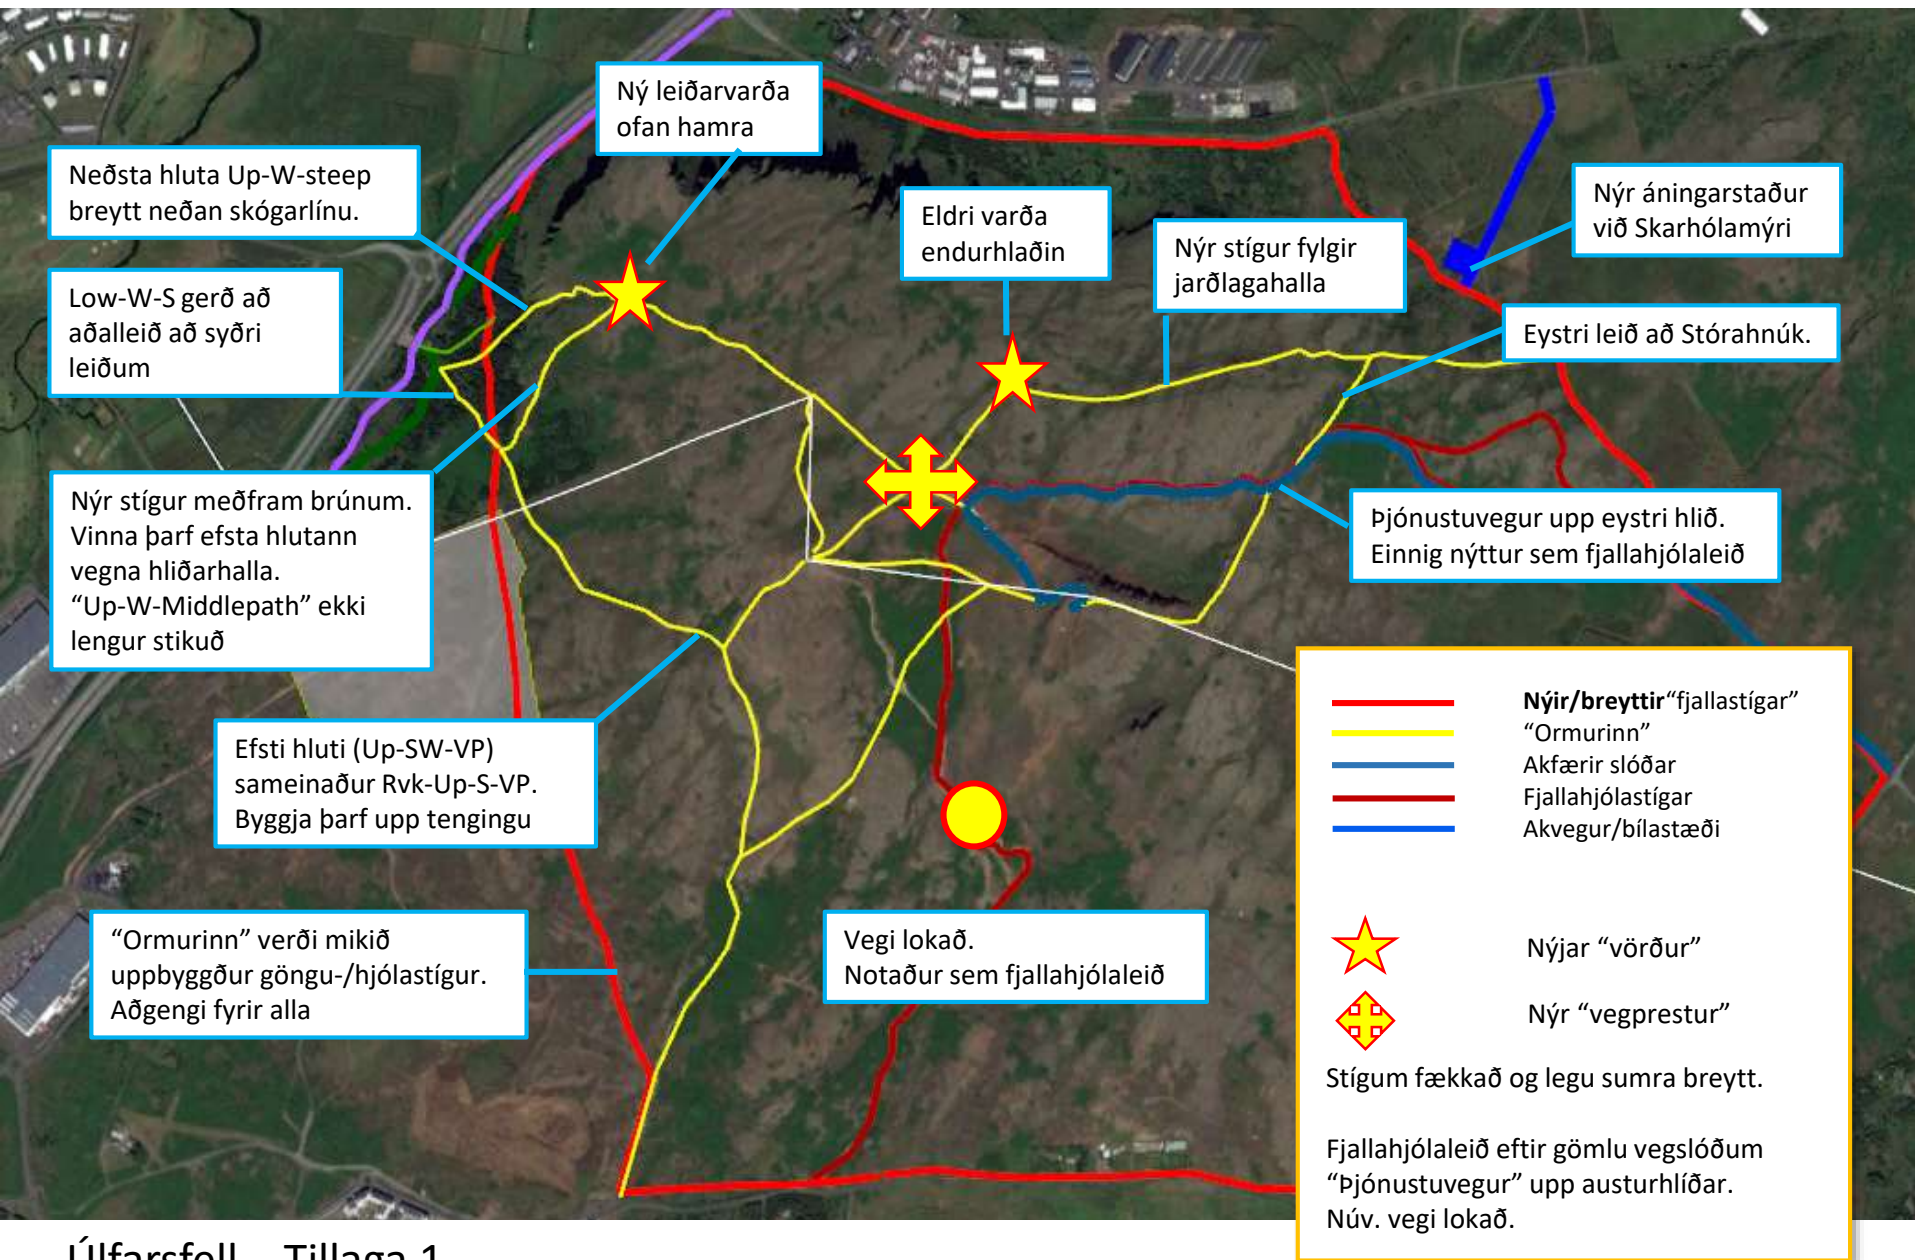 Ný leiðarvarða
ofan hamra
Neðsta hluta Up-W-steep
breytt neðan skógarlínu.
Eldri varða
endurhlaðin
Nýr stígur fylgir
jarðlagahalla
Nýr áningarstaður
við Skarhólamýri
Low-W-S gerð að
aðalleið að syðri
leiðum
Eystri leið að Stórahnúk.
Nýr stígur meðfram brúnum.
Vinna þarf efsta hlutann
vegna hliðarhalla.
“Up-W-Middlepath” ekki
lengur stikuð
Þjónustuvegur upp eystri hlið.
Einnig nýttur sem fjallahjólaleið
Efsti hluti (Up-SW-VP)
sameinaður Rvk-Up-S-VP.
Byggja þarf upp tengingu
“Ormurinn” verði mikið
uppbyggður göngu-/hjólastígur.
Aðgengi fyrir alla
Vegi lokað.
Notaður sem fjallahjólaleið
Nýir/breyttir“fjallastígar”
“Ormurinn”
Akfærir slóðar
Fjallahjólastígar
Akvegur/bílastæði
Nýjar “vörður”
Nýr “vegprestur”
Stígum fækkað og legu sumra breytt.
Fjallahjólaleið eftir gömlu vegslóðum
“Þjónustuvegur” upp austurhlíðar.
Núv. vegi lokað.
Úlfarsfell – Tillaga 1